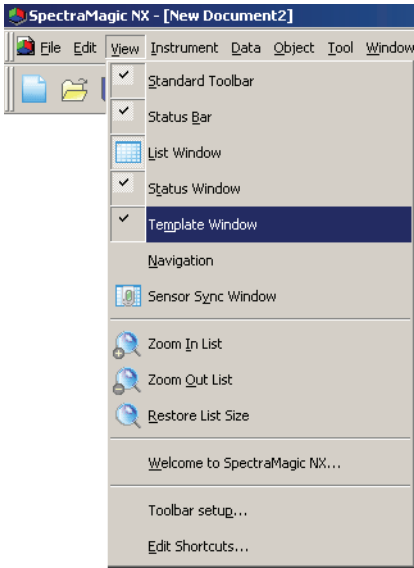 SpectraMagic NX - [New Document2]
File Edit View Instrument Data Object Tool Window
Standard Toolbar
Status Bar
List Window
Status Window
Template Window
Navigation
Sensor Sync Window
Zoom In List
Zoom Out List
Restore List Size
Welcome to SpectraMagic NX...
Toolbar setup...
Edit Shortcuts...